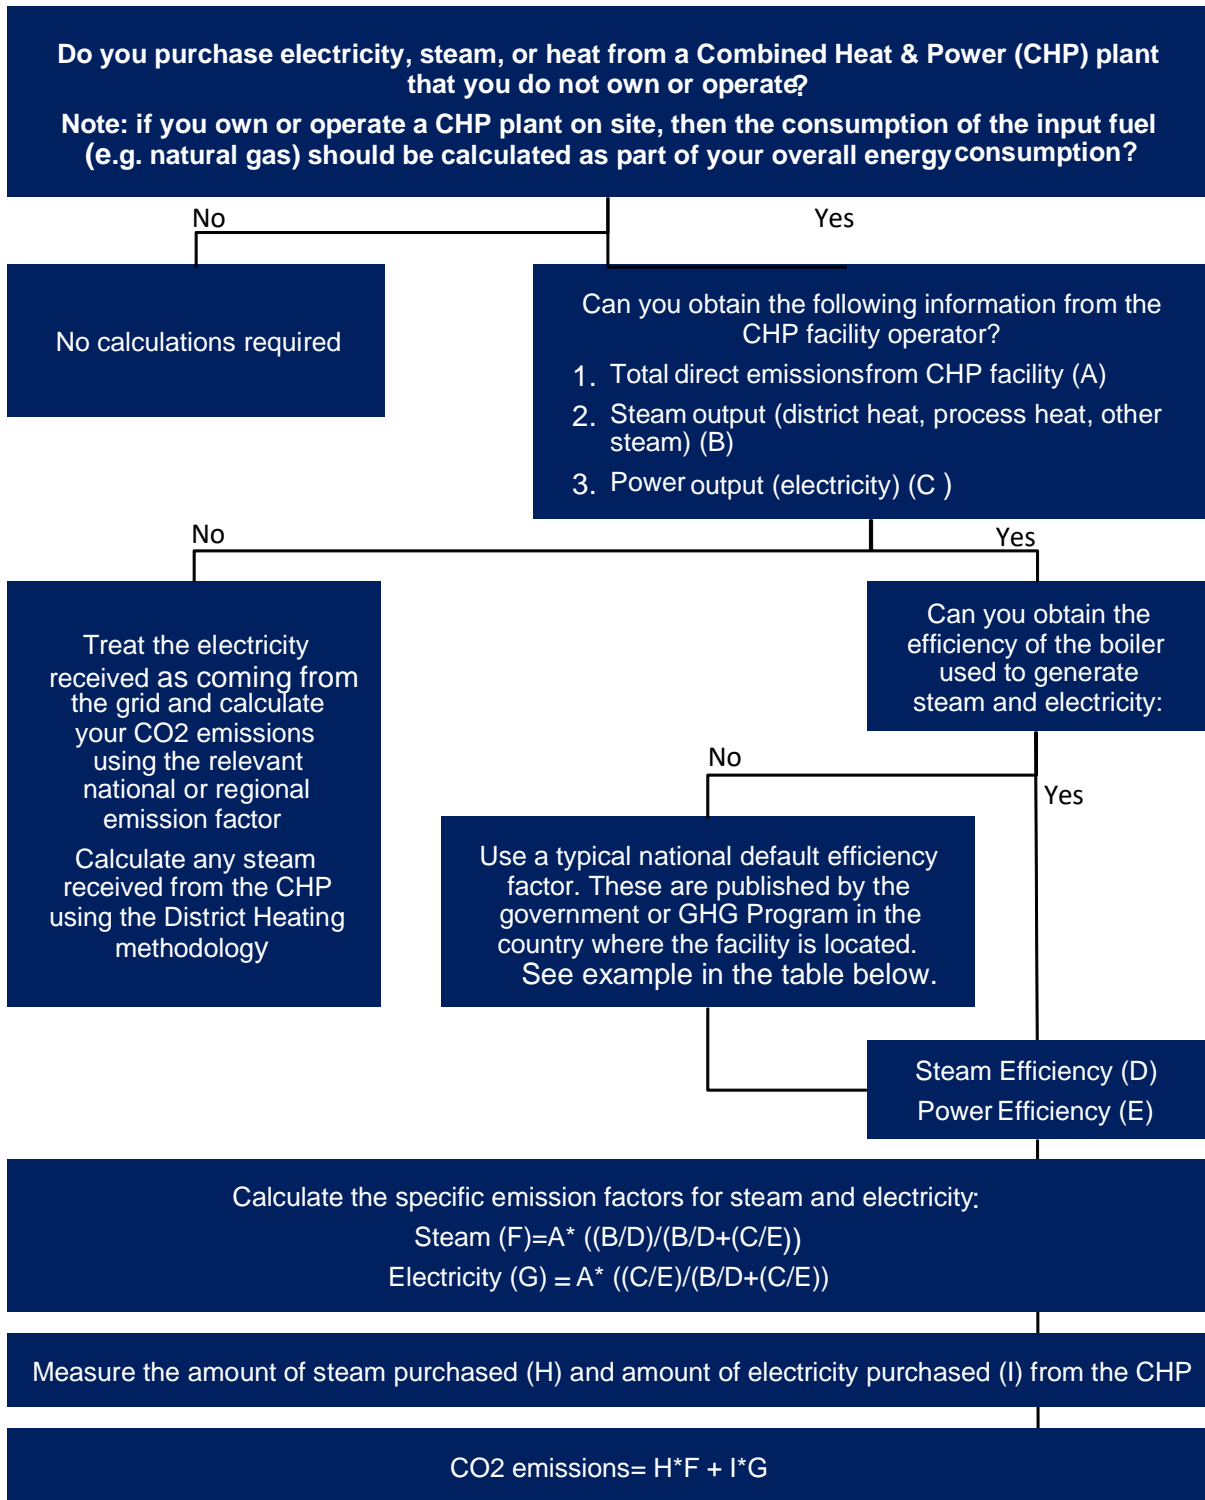 Do you purchase electricity, steam, or heat from a Combined Heat & Power (CHP) plant
that you do not own or operate?
Note: if you own or operate a CHP plant on site, then the consumption of the input fuel
(e.g. natural gas) should be calculated as part of your overall energy consumption?
No
Yes
No calculations required
Can you obtain the following information from the
CHP facility operator?
1. Total direct emissions from CHP facility (A)
2. Steam output (district heat, process heat, other
steam) (B)
3. Power output (electricity) (C )
No
Yes
Treat the electricity
received as coming from
the grid and calculate
your CO2 emissions
using the relevant
national or regional
emission factor
Calculate any steam
received from the CHP
using the District Heating
methodology
Can you obtain the
efficiency of the boiler
used to generate
steam and electricity:
No
Yes
Use a typical national default efficiency
factor. These are published by the
government or GHG Program in the
country where the facility is located.
See example in the table below.
Steam Efficiency (D)
Power Efficiency (E)
Calculate the specific emission factors for steam and electricity:
Steam (F)=A* ((B/D)/(B/D+(C/E))
Electricity (G) = A* ((C/E)/(B/D+(C/E))
Measure the amount of steam purchased (H) and amount of electricity purchased (I) from the CHP
CO2 emissions= H*F + I*G